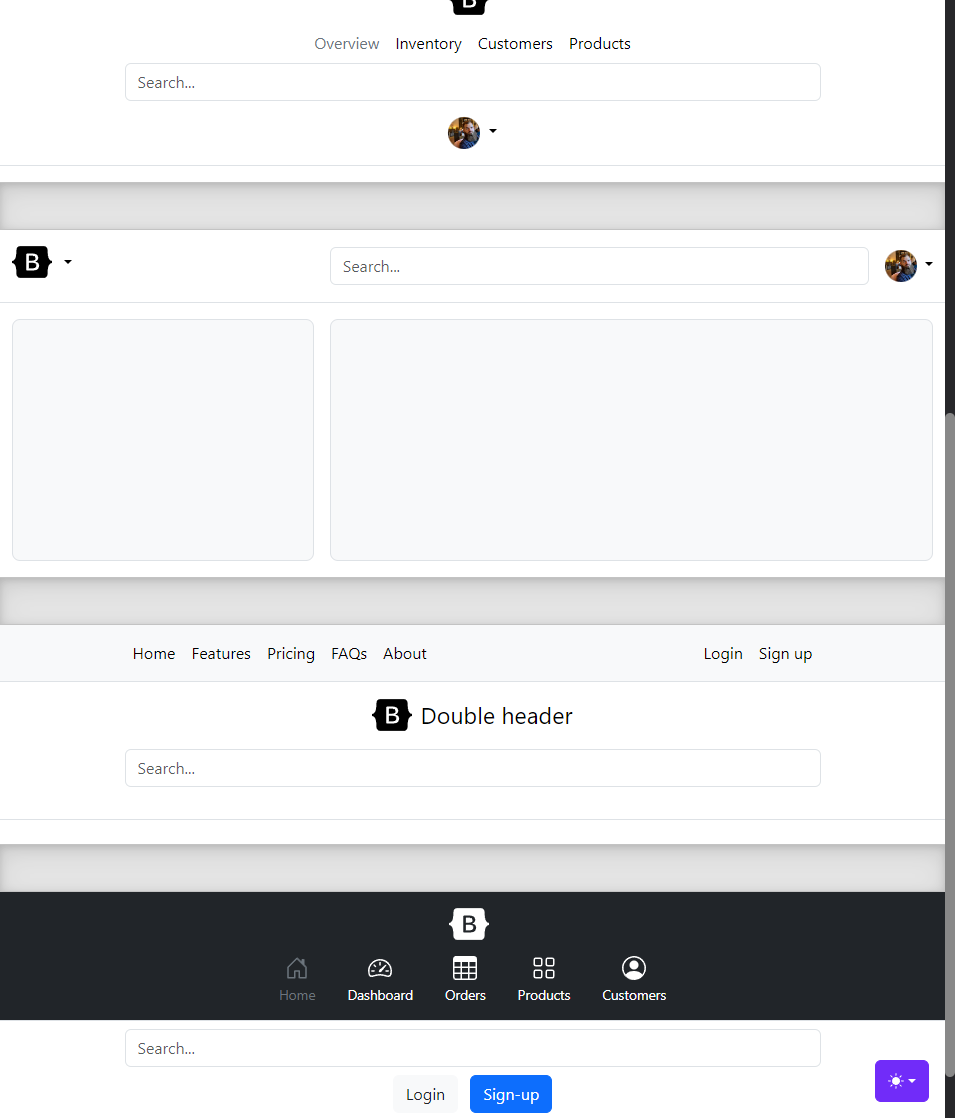 B
Overview Inventory Customers Products
Search...
B
Search...
Home Features Pricing FAQs About Login Sign up
B Double header
Search...
B
Home Dashboard Orders Products Customers
Search...
Login Sign-up